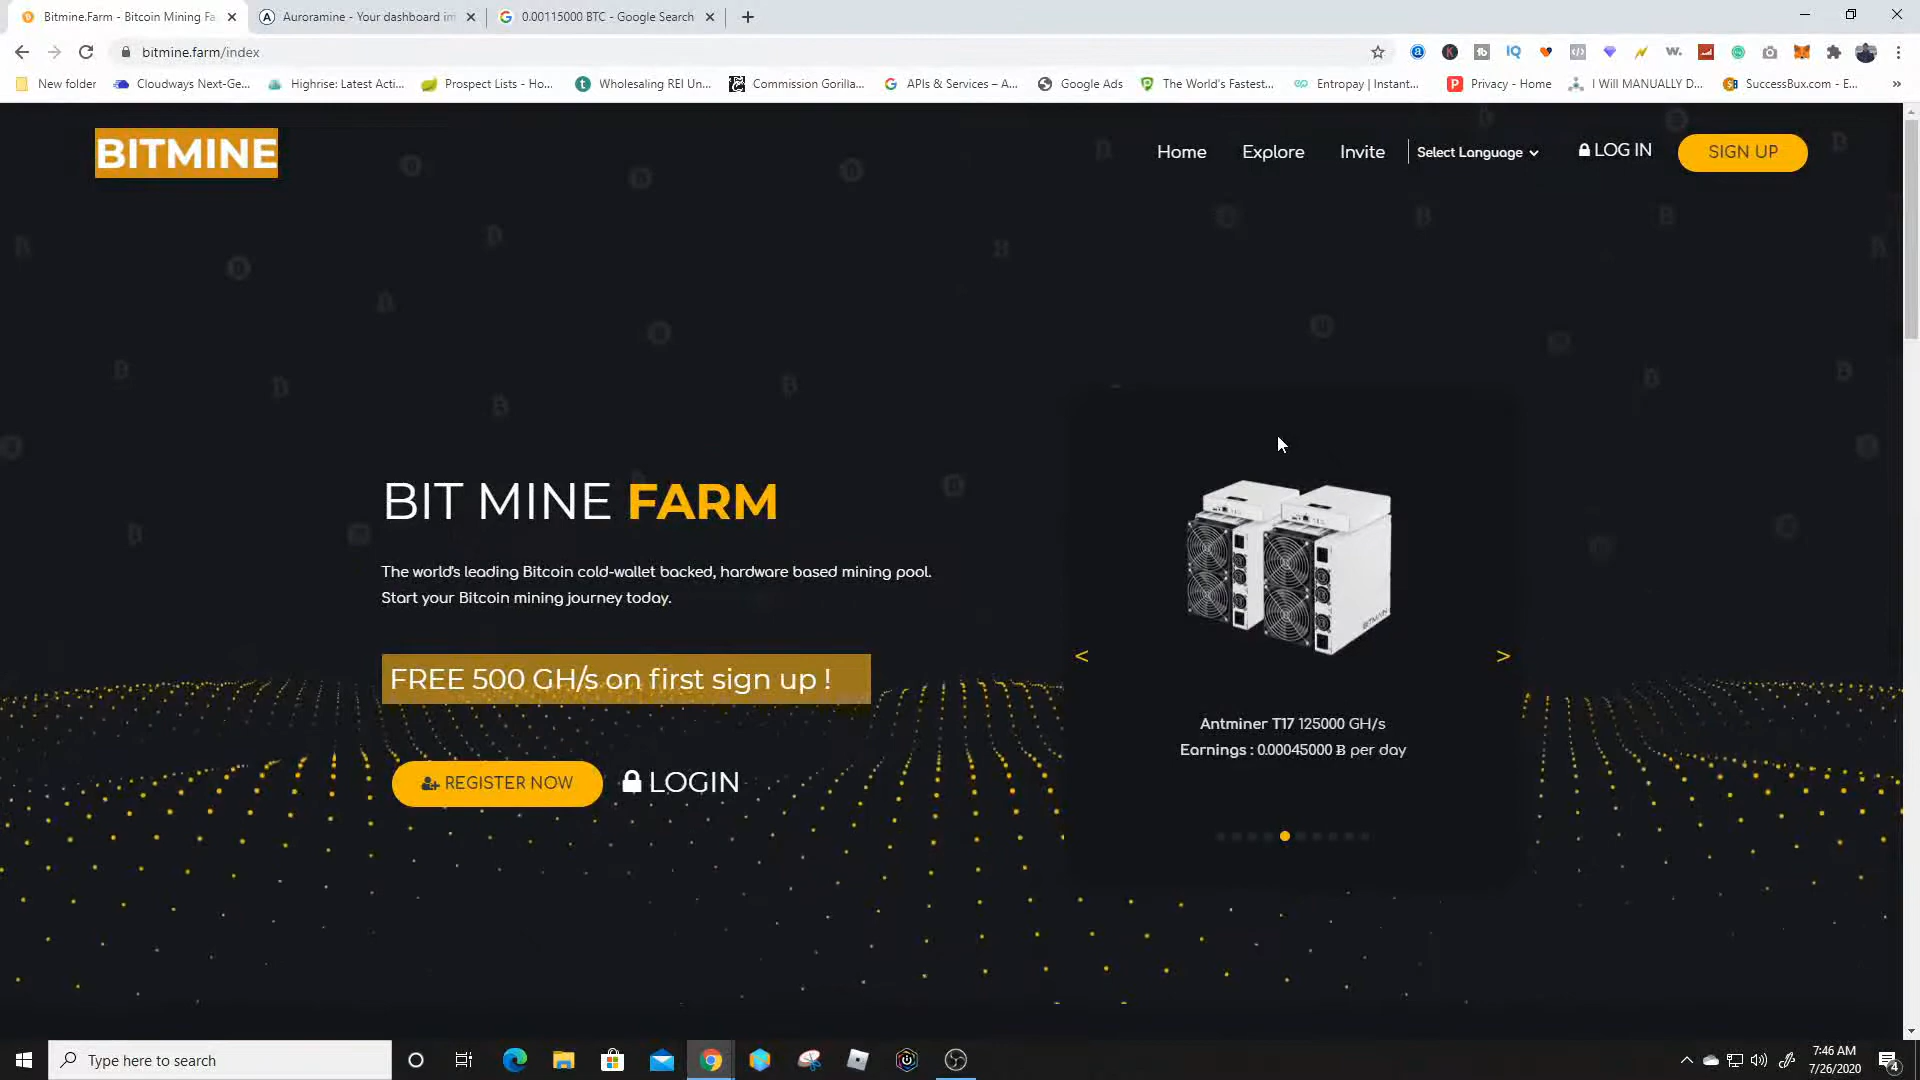 Bitmine.Farm - Bitcoin Mining Fa
Auroramine - Your dashboard im
0.00115000 BTC - Google Search
bitmine.farm/index
New folder
Cloudways Next-Ge...
Highrise: Latest Acti...
Prospect Lists - Ho...
Wholesaling REI Un...
Commission Gorilla...
APIs & Services – A...
Google Ads
The World's Fastest...
Entropay | Instant...
Privacy - Home
I Will MANUALLY D...
SuccessBux.com - E...
BITMINE
Home
Explore
Invite
Select Language
LOG IN
SIGN UP
BIT MINE FARM
The world's leading Bitcoin cold-wallet backed, hardware based mining pool.
Start your Bitcoin mining journey today.
FREE 500 GH/s on first sign up !
REGISTER NOW
LOGIN
BITMAIN
<
>
Antminer T17 125000 GH/s
Earnings : 0.00045000 Ƀ per day
Type here to search
7:46 AM
7/26/2020
4